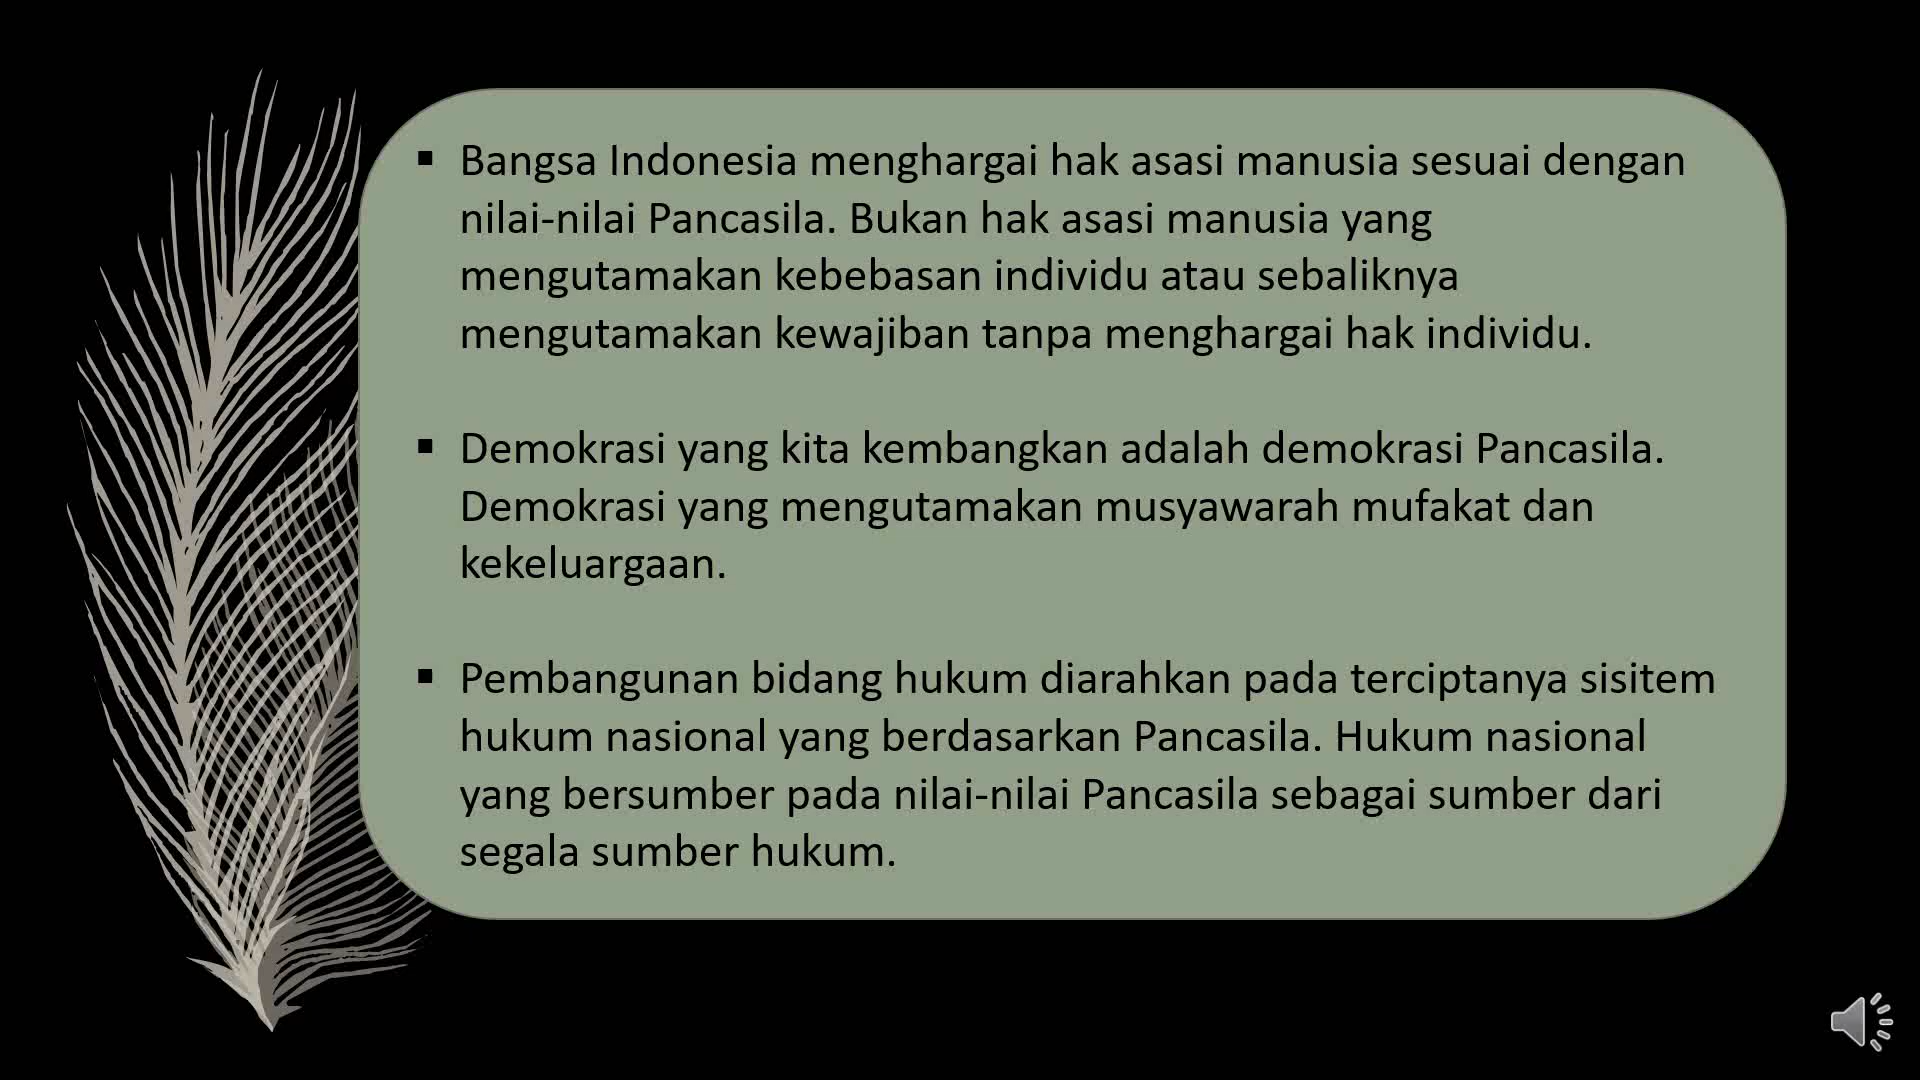 ▪ Bangsa Indonesia menghargai hak asasi manusia sesuai dengan
nilai-nilai Pancasila. Bukan hak asasi manusia yang
mengutamakan kebebasan individu atau sebaliknya
mengutamakan kewajiban tanpa menghargai hak individu.
▪ Demokrasi yang kita kembangkan adalah demokrasi Pancasila.
Demokrasi yang mengutamakan musyawarah mufakat dan
kekeluargaan.
▪ Pembangunan bidang hukum diarahkan pada terciptanya sisitem
hukum nasional yang berdasarkan Pancasila. Hukum nasional
yang bersumber pada nilai-nilai Pancasila sebagai sumber dari
segala sumber hukum.